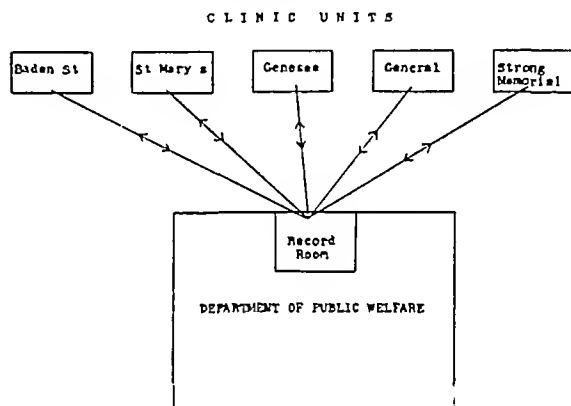 CLINIC UNITS
Baden St
St Mary s
Genesee
General
Strong
Memorial
Record
Room
DEPARTMENT OF PUBLIC WELFARE